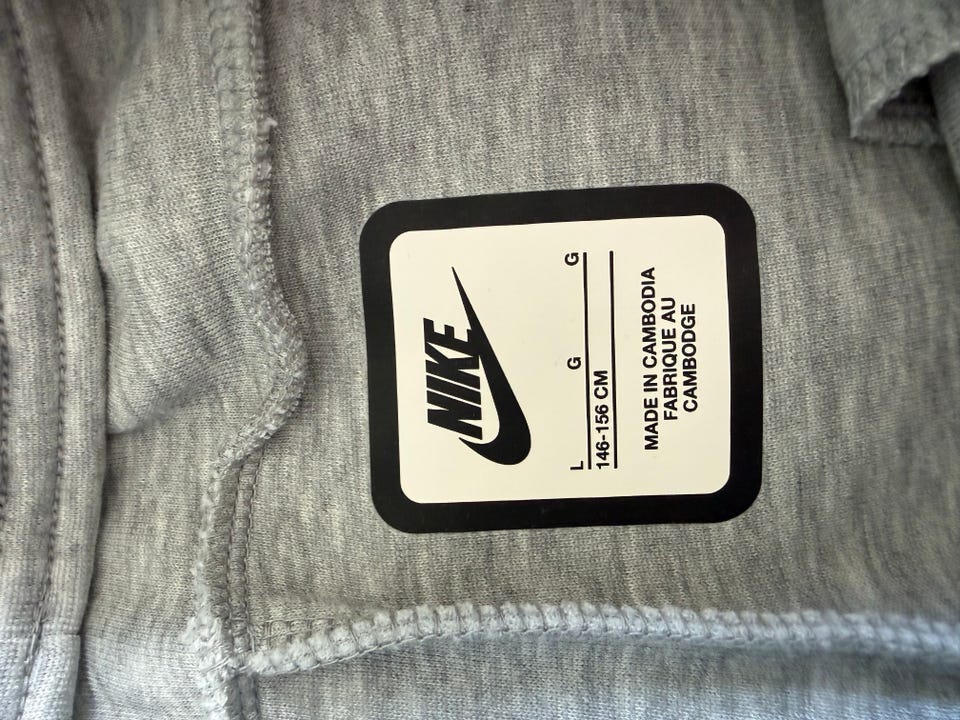 NIKE
L G G
146-156 CM
MADE IN CAMBODIA
FABRIQUE AU
CAMBODGE